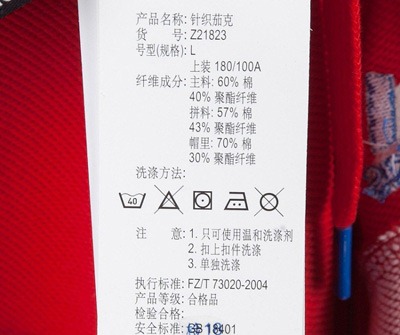 产品名称: 针织茄克
货　　号: Z21823
号型(规格): L
上装 180/100A
纤维成分: 主料: 60% 棉
40% 聚酯纤维
拼料: 57% 棉
43% 聚酯纤维
帽里: 70% 棉
30% 聚酯纤维
洗涤方法:
40
注　　意: 1. 只可使用温和洗涤剂
2. 扣上扣件洗涤
3. 单独洗涤
执行标准: FZ/T 73020-2004
产品等级: 合格品
检验合格:
安全标准: GB 18401